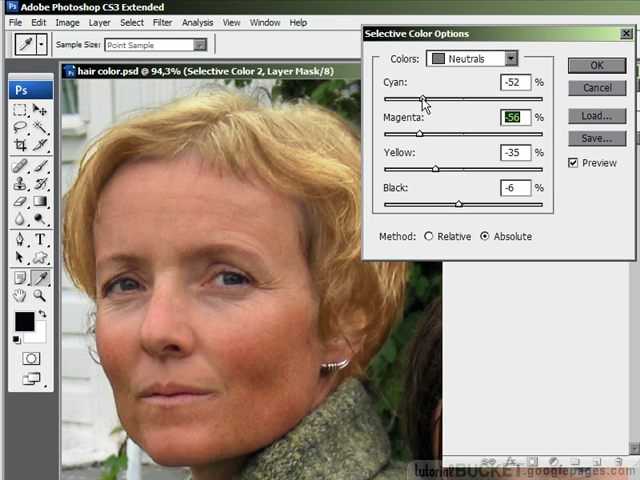 Adobe Photoshop CS3 Extended
File Edit Image Layer Select Filter Analysis View Window Help
Sample Size: Point Sample
hair color.psd @ 94,3% (Selective Color 2, Layer Mask/8)
Ps
Selective Color Options
Colors: Neutrals
Cyan: -52 %
Magenta: -56 %
Yellow: -35 %
Black: -6 %
Method: Relative Absolute
OK
Cancel
Load...
Save...
Preview
T
tutorialBUCKET.googlepages.com